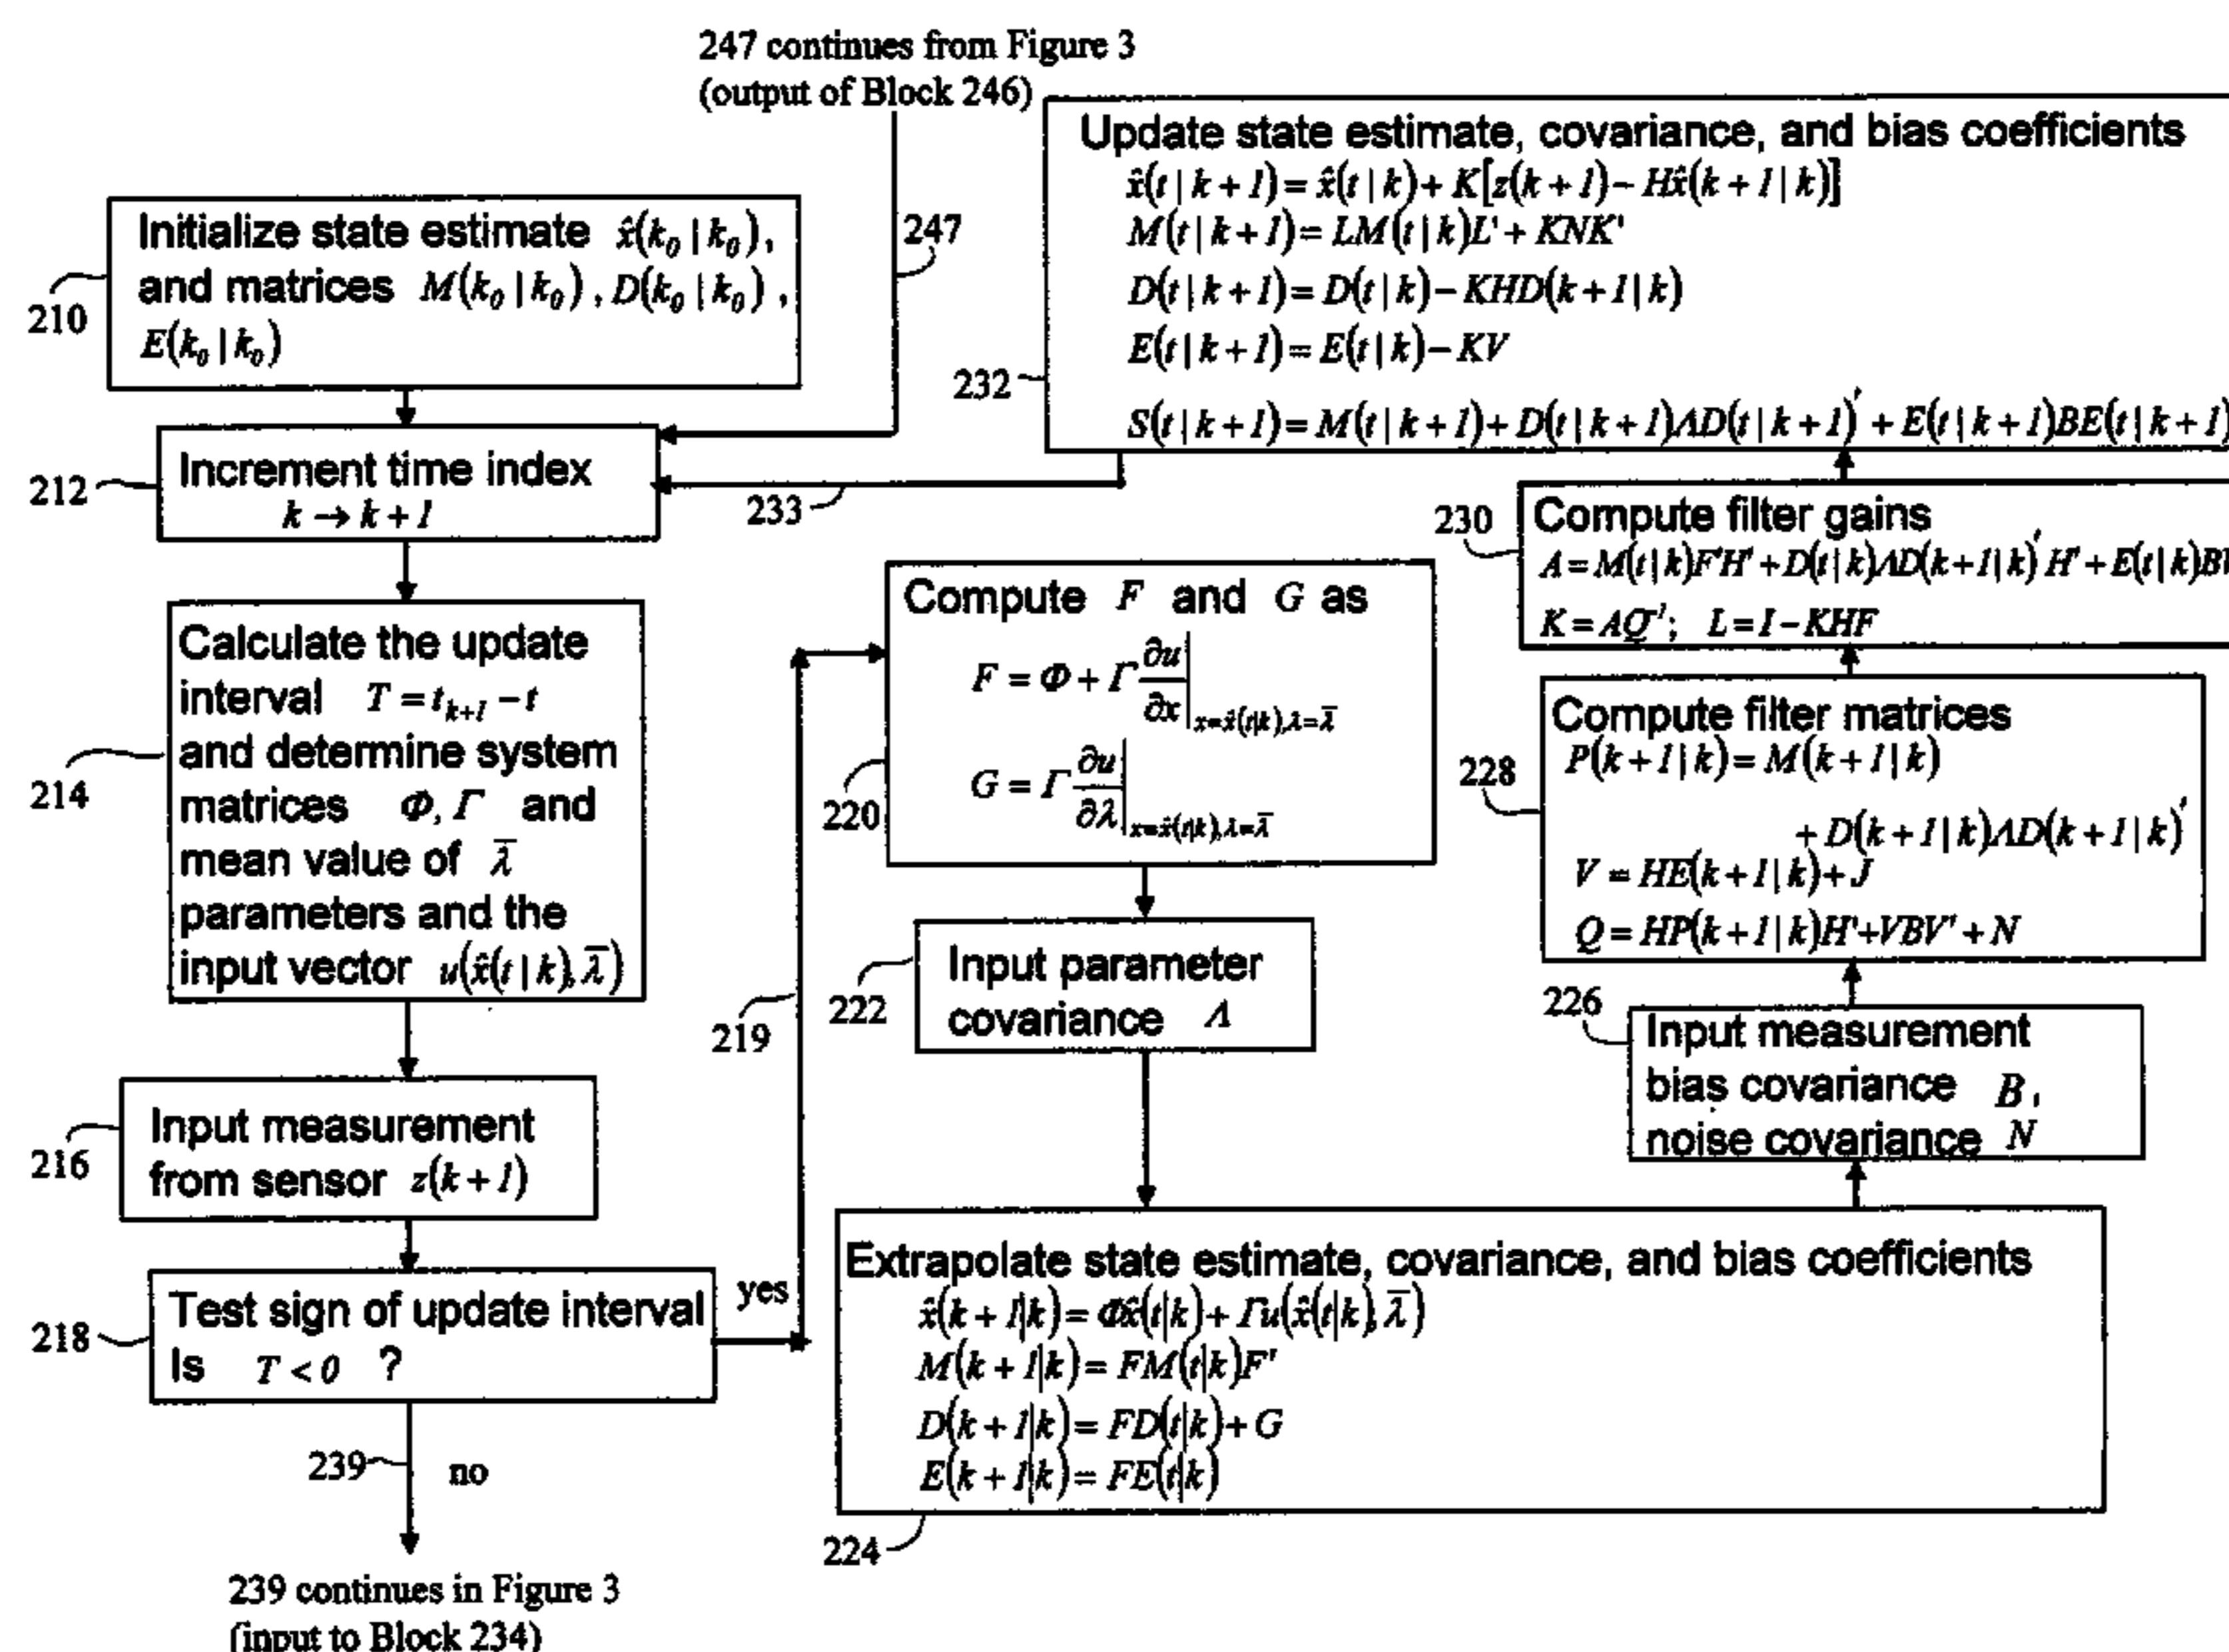 247 continues from Figure 3
(output of Block 246)
Initialize state estimate x̂(k₀|k₀),
and matrices M(k₀|k₀), D(k₀|k₀),
E(k₀|k₀)
210
247
Increment time index
k → k+1
212
233
Calculate the update
interval T = t_{k+1} − t
and determine system
matrices Φ, Γ and
mean value of λ̄
parameters and the
input vector u(x̂(t|k), λ̄)
214
Input measurement
from sensor z(k+1)
216
Test sign of update interval
Is T < 0 ?
218
yes
219
239
no
239 continues in Figure 3
(input to Block 234)
Compute F and G as
F = Φ + Γ ∂u/∂x |_{x=x̂(t|k), λ=λ̄}
G = Γ ∂u/∂λ |_{x=x̂(t|k), λ=λ̄}
220
Input parameter
covariance Λ
222
Extrapolate state estimate, covariance, and bias coefficients
x̂(k+1|k) = Φx̂(t|k) + Γu(x̂(t|k), λ̄)
M(k+1|k) = FM(t|k)F'
D(k+1|k) = FD(t|k) + G
E(k+1|k) = FE(t|k)
224
Input measurement
bias covariance B,
noise covariance N
226
Compute filter matrices
P(k+1|k) = M(k+1|k)
+ D(k+1|k)ΛD(k+1|k)'
V = HE(k+1|k) + J
Q = HP(k+1|k)H' + VBV' + N
228
Compute filter gains
A = M(t|k)F'H' + D(t|k)ΛD(k+1|k)'H' + E(t|k)BV
K = AQ⁻¹; L = I − KHF
230
Update state estimate, covariance, and bias coefficients
x̂(t|k+1) = x̂(t|k) + K[z(k+1) − Hx̂(k+1|k)]
M(t|k+1) = LM(t|k)L' + KNK'
D(t|k+1) = D(t|k) − KHD(k+1|k)
E(t|k+1) = E(t|k) − KV
S(t|k+1) = M(t|k+1) + D(t|k+1)ΛD(t|k+1)' + E(t|k+1)BE(t|k+1)
232